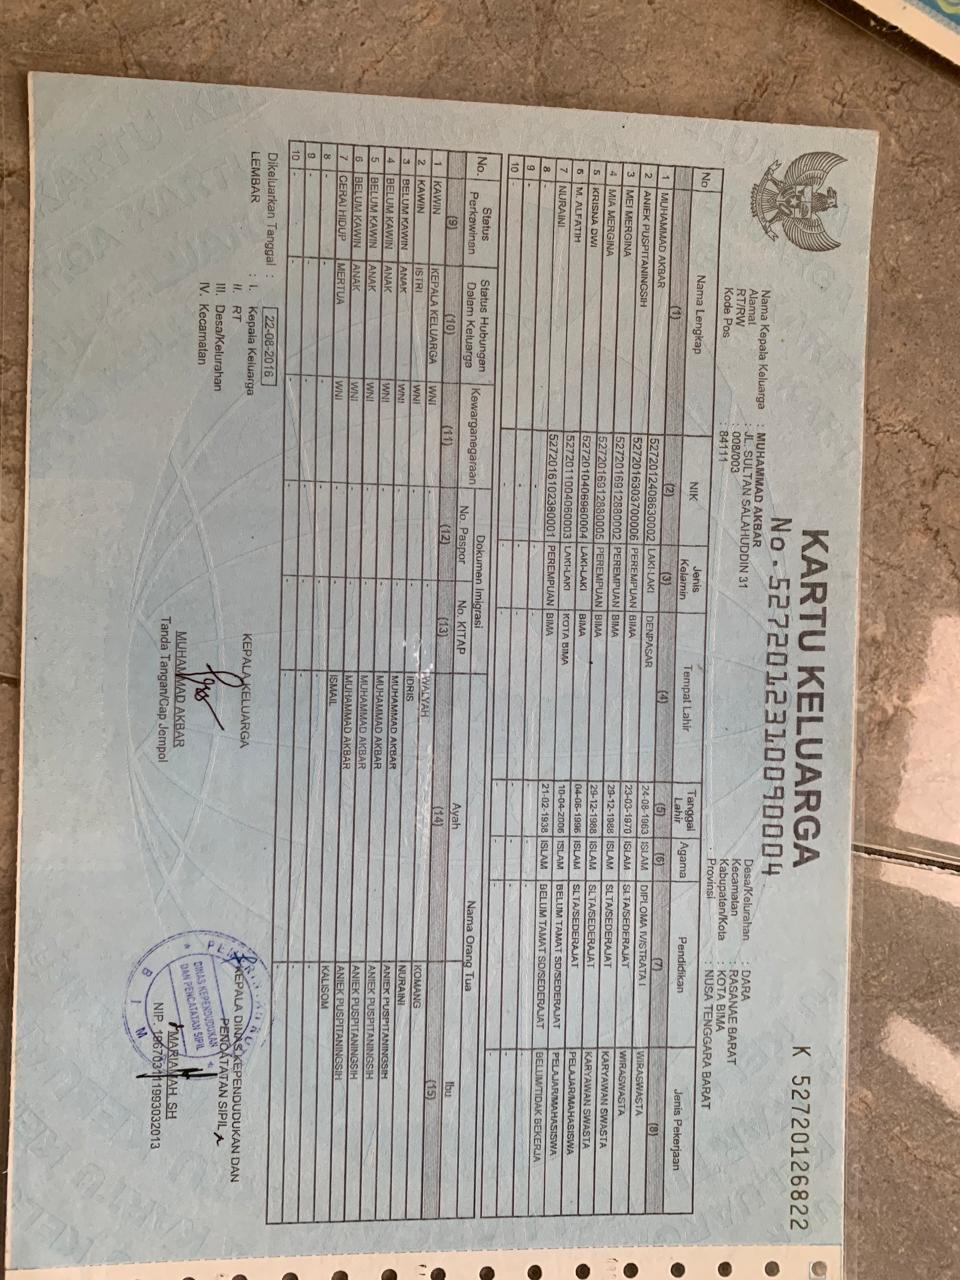 KARTU KELUARGA
No. 5272012310090004
K 52720126822
Nama Kepala Keluarga : MUHAMMAD AKBAR
Alamat : JL. SULTAN SALAHUDDIN 31
RT/RW : 008/003
Kode Pos : 84111
Desa/Kelurahan : DARA
Kecamatan : RASANAE BARAT
Kabupaten/Kota : KOTA BIMA
Provinsi : NUSA TENGGARA BARAT
No Nama Lengkap NIK Jenis Kelamin Tempat Lahir Tanggal Lahir Agama Pendidikan Jenis Pekerjaan
(1) (2) (3) (4) (5) (6) (7) (8)
1 MUHAMMAD AKBAR 5272012408630002 LAKI-LAKI DENPASAR 24-08-1963 ISLAM DIPLOMA IV/STRATA I WIRASWASTA
2 ANIEK PUSPITANINGSIH 5272016303700006 PEREMPUAN BIMA 23-03-1970 ISLAM SLTA/SEDERAJAT WIRASWASTA
3 MEI MERGINA 5272016912880002 PEREMPUAN BIMA 29-12-1988 ISLAM SLTA/SEDERAJAT KARYAWAN SWASTA
4 MIA MERGINA 5272016912880005 PEREMPUAN BIMA 29-12-1988 ISLAM SLTA/SEDERAJAT KARYAWAN SWASTA
5 KRISNA DWI 5272010406960004 LAKI-LAKI BIMA 04-06-1996 ISLAM SLTA/SEDERAJAT PELAJAR/MAHASISWA
6 M. ALFATIH 5272011004060003 LAKI-LAKI KOTA BIMA 10-04-2006 ISLAM BELUM TAMAT SD/SEDERAJAT PELAJAR/MAHASISWA
7 NURAINI 5272016102380001 PEREMPUAN BIMA 21-02-1938 ISLAM BELUM TAMAT SD/SEDERAJAT BELUM/TIDAK BEKERJA
8 - - - - - - - -
9 - - - - - - - -
10 - - - - - - - -
No. Status Perkawinan Status Hubungan Dalam Keluarga Kewarganegaraan Dokumen Imigrasi Nama Orang Tua
No. Paspor No. KITAP Ayah Ibu
(9) (10) (11) (12) (13) (14) (15)
1 KAWIN KEPALA KELUARGA WNI - - WALYAH KOMANG
2 KAWIN ISTRI WNI - - IDRIS NURAINI
3 BELUM KAWIN ANAK WNI - - MUHAMMAD AKBAR ANIEK PUSPITANINGSIH
4 BELUM KAWIN ANAK WNI - - MUHAMMAD AKBAR ANIEK PUSPITANINGSIH
5 BELUM KAWIN ANAK WNI - - MUHAMMAD AKBAR ANIEK PUSPITANINGSIH
6 BELUM KAWIN ANAK WNI - - MUHAMMAD AKBAR ANIEK PUSPITANINGSIH
7 CERAI HIDUP MERTUA WNI - - ISMAIL KALISOM
8 - - - - - - -
9 - - - - - - -
10 - - - - - - -
Dikeluarkan Tanggal : 22-08-2016
LEMBAR : I. Kepala Keluarga
II. RT
III. Desa/Kelurahan
IV. Kecamatan
KEPALA KELUARGA
MUHAMMAD AKBAR
Tanda Tangan/Cap Jempol
KEPALA DINAS KEPENDUDUKAN DAN
PENCATATAN SIPIL
DINAS KEPENDUDUKAN
DAN PENCATATAN SIPIL
MARIAMAH, SH
NIP. 196703111993032013